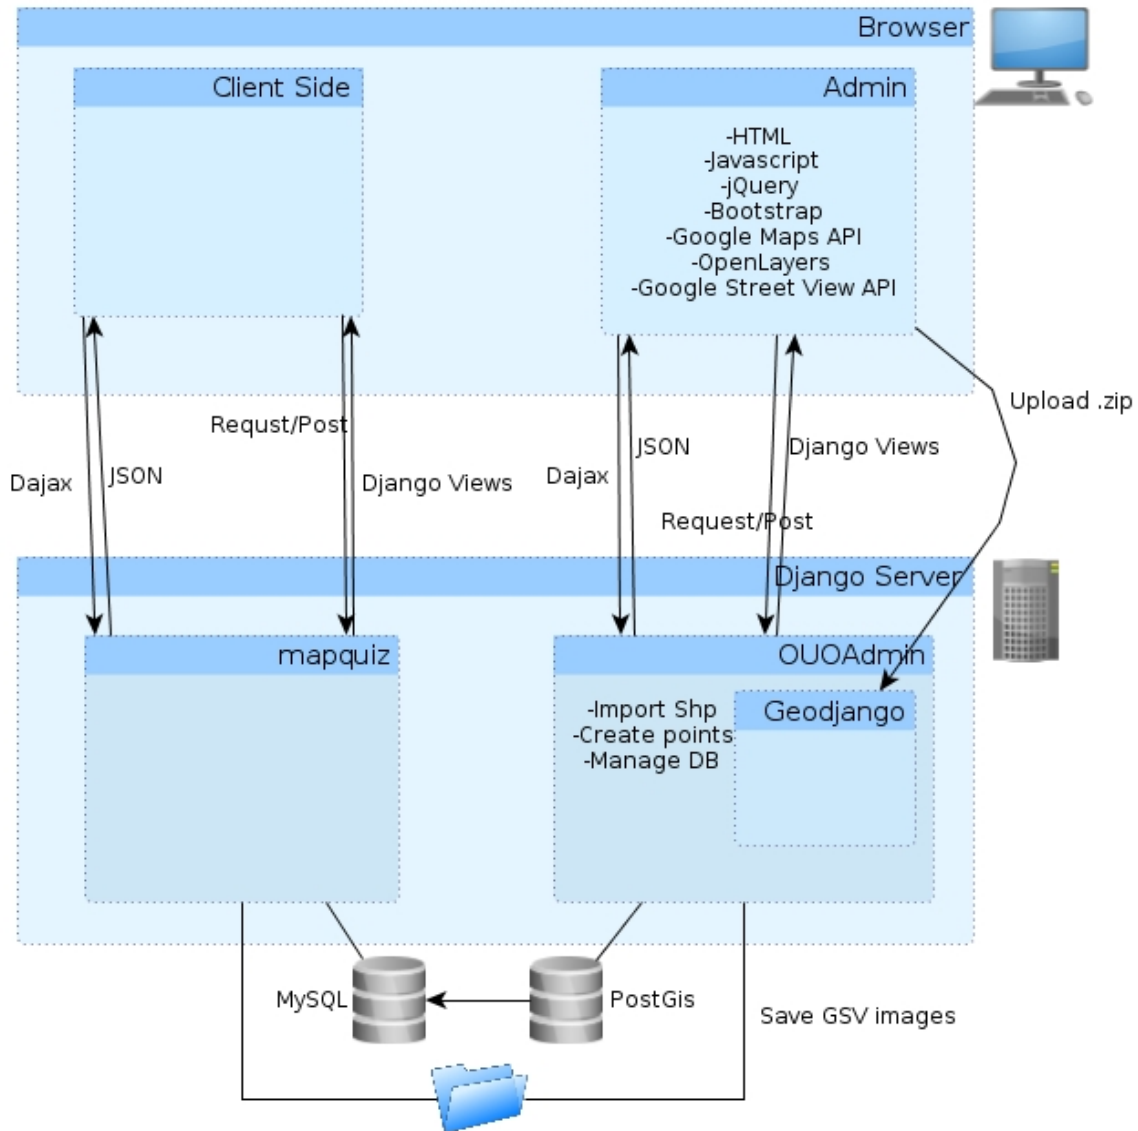 Browser
Client Side
Admin
-HTML
-Javascript
-jQuery
-Bootstrap
-Google Maps API
-OpenLayers
-Google Street View API
Upload .zip
Requst/Post
Dajax
JSON
Django Views
Dajax
JSON
Django Views
Request/Post
Django Server
mapquiz
OUOAdmin
-Import Shp
-Create points
-Manage DB
Geodjango
MySQL
PostGis
Save GSV images